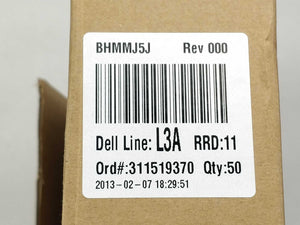 BHMMJ5J Rev 000
Dell Line: L3A RRD:11
Ord#:311519370 Qty:50
2013-02-07 18:29:51